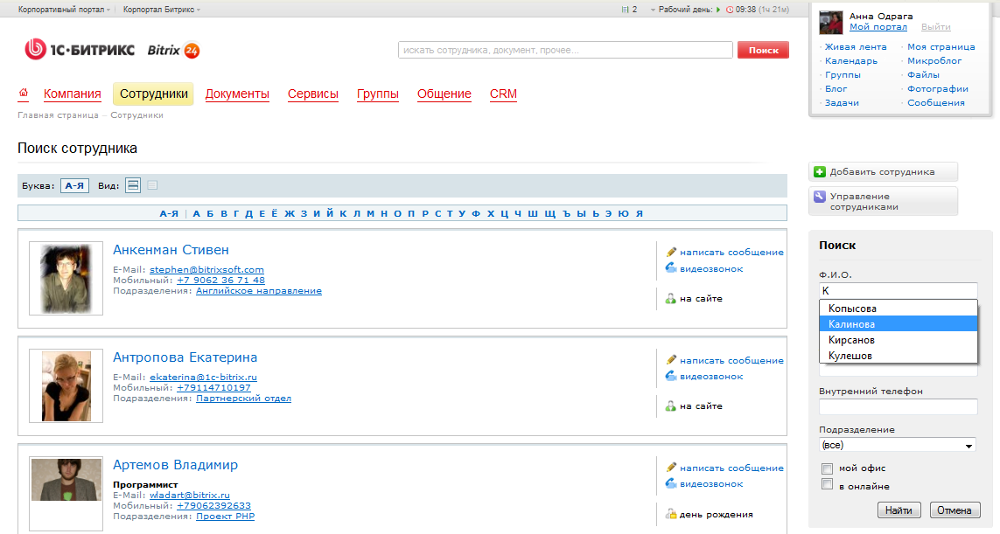 Корпоративный портал Корпортал Битрикс 2 Рабочий день: 09:38 (1ч 21м)
Анна Одрага
Мой портал Выйти
Живая лента Моя страница
Календарь Микроблог
Группы Файлы
Блог Фотографии
Задачи Сообщения
1С·БИТРИКС Bitrix 24
искать сотрудника, документ, прочее... Поиск
Компания Сотрудники Документы Сервисы Группы Общение CRM
Главная страница – Сотрудники
Поиск сотрудника
Буква: А-Я Вид:
А-Я | А Б В Г Д Е Ё Ж З И Й К Л М Н О П Р С Т У Ф Х Ц Ч Ш Щ Ъ Ы Ь Э Ю Я
Анкенман Стивен
E-Mail: stephen@bitrixsoft.com
Мобильный: +7 9062 36 71 48
Подразделения: Английское направление
написать сообщение
видеозвонок
на сайте
Антропова Екатерина
E-Mail: ekaterina@1c-bitrix.ru
Мобильный: +79114710197
Подразделения: Партнерский отдел
написать сообщение
видеозвонок
на сайте
Артемов Владимир
Программист
E-Mail: wladart@bitrix.ru
Мобильный: +79062392633
Подразделения: Проект PHP
написать сообщение
видеозвонок
день рождения
Добавить сотрудника
Управление
сотрудниками
Поиск
Ф.И.О.
К
Копысова
Калинова
Кирсанов
Кулешов
Внутренний телефон
Подразделение
(все)
мой офис
в онлайне
Найти Отмена